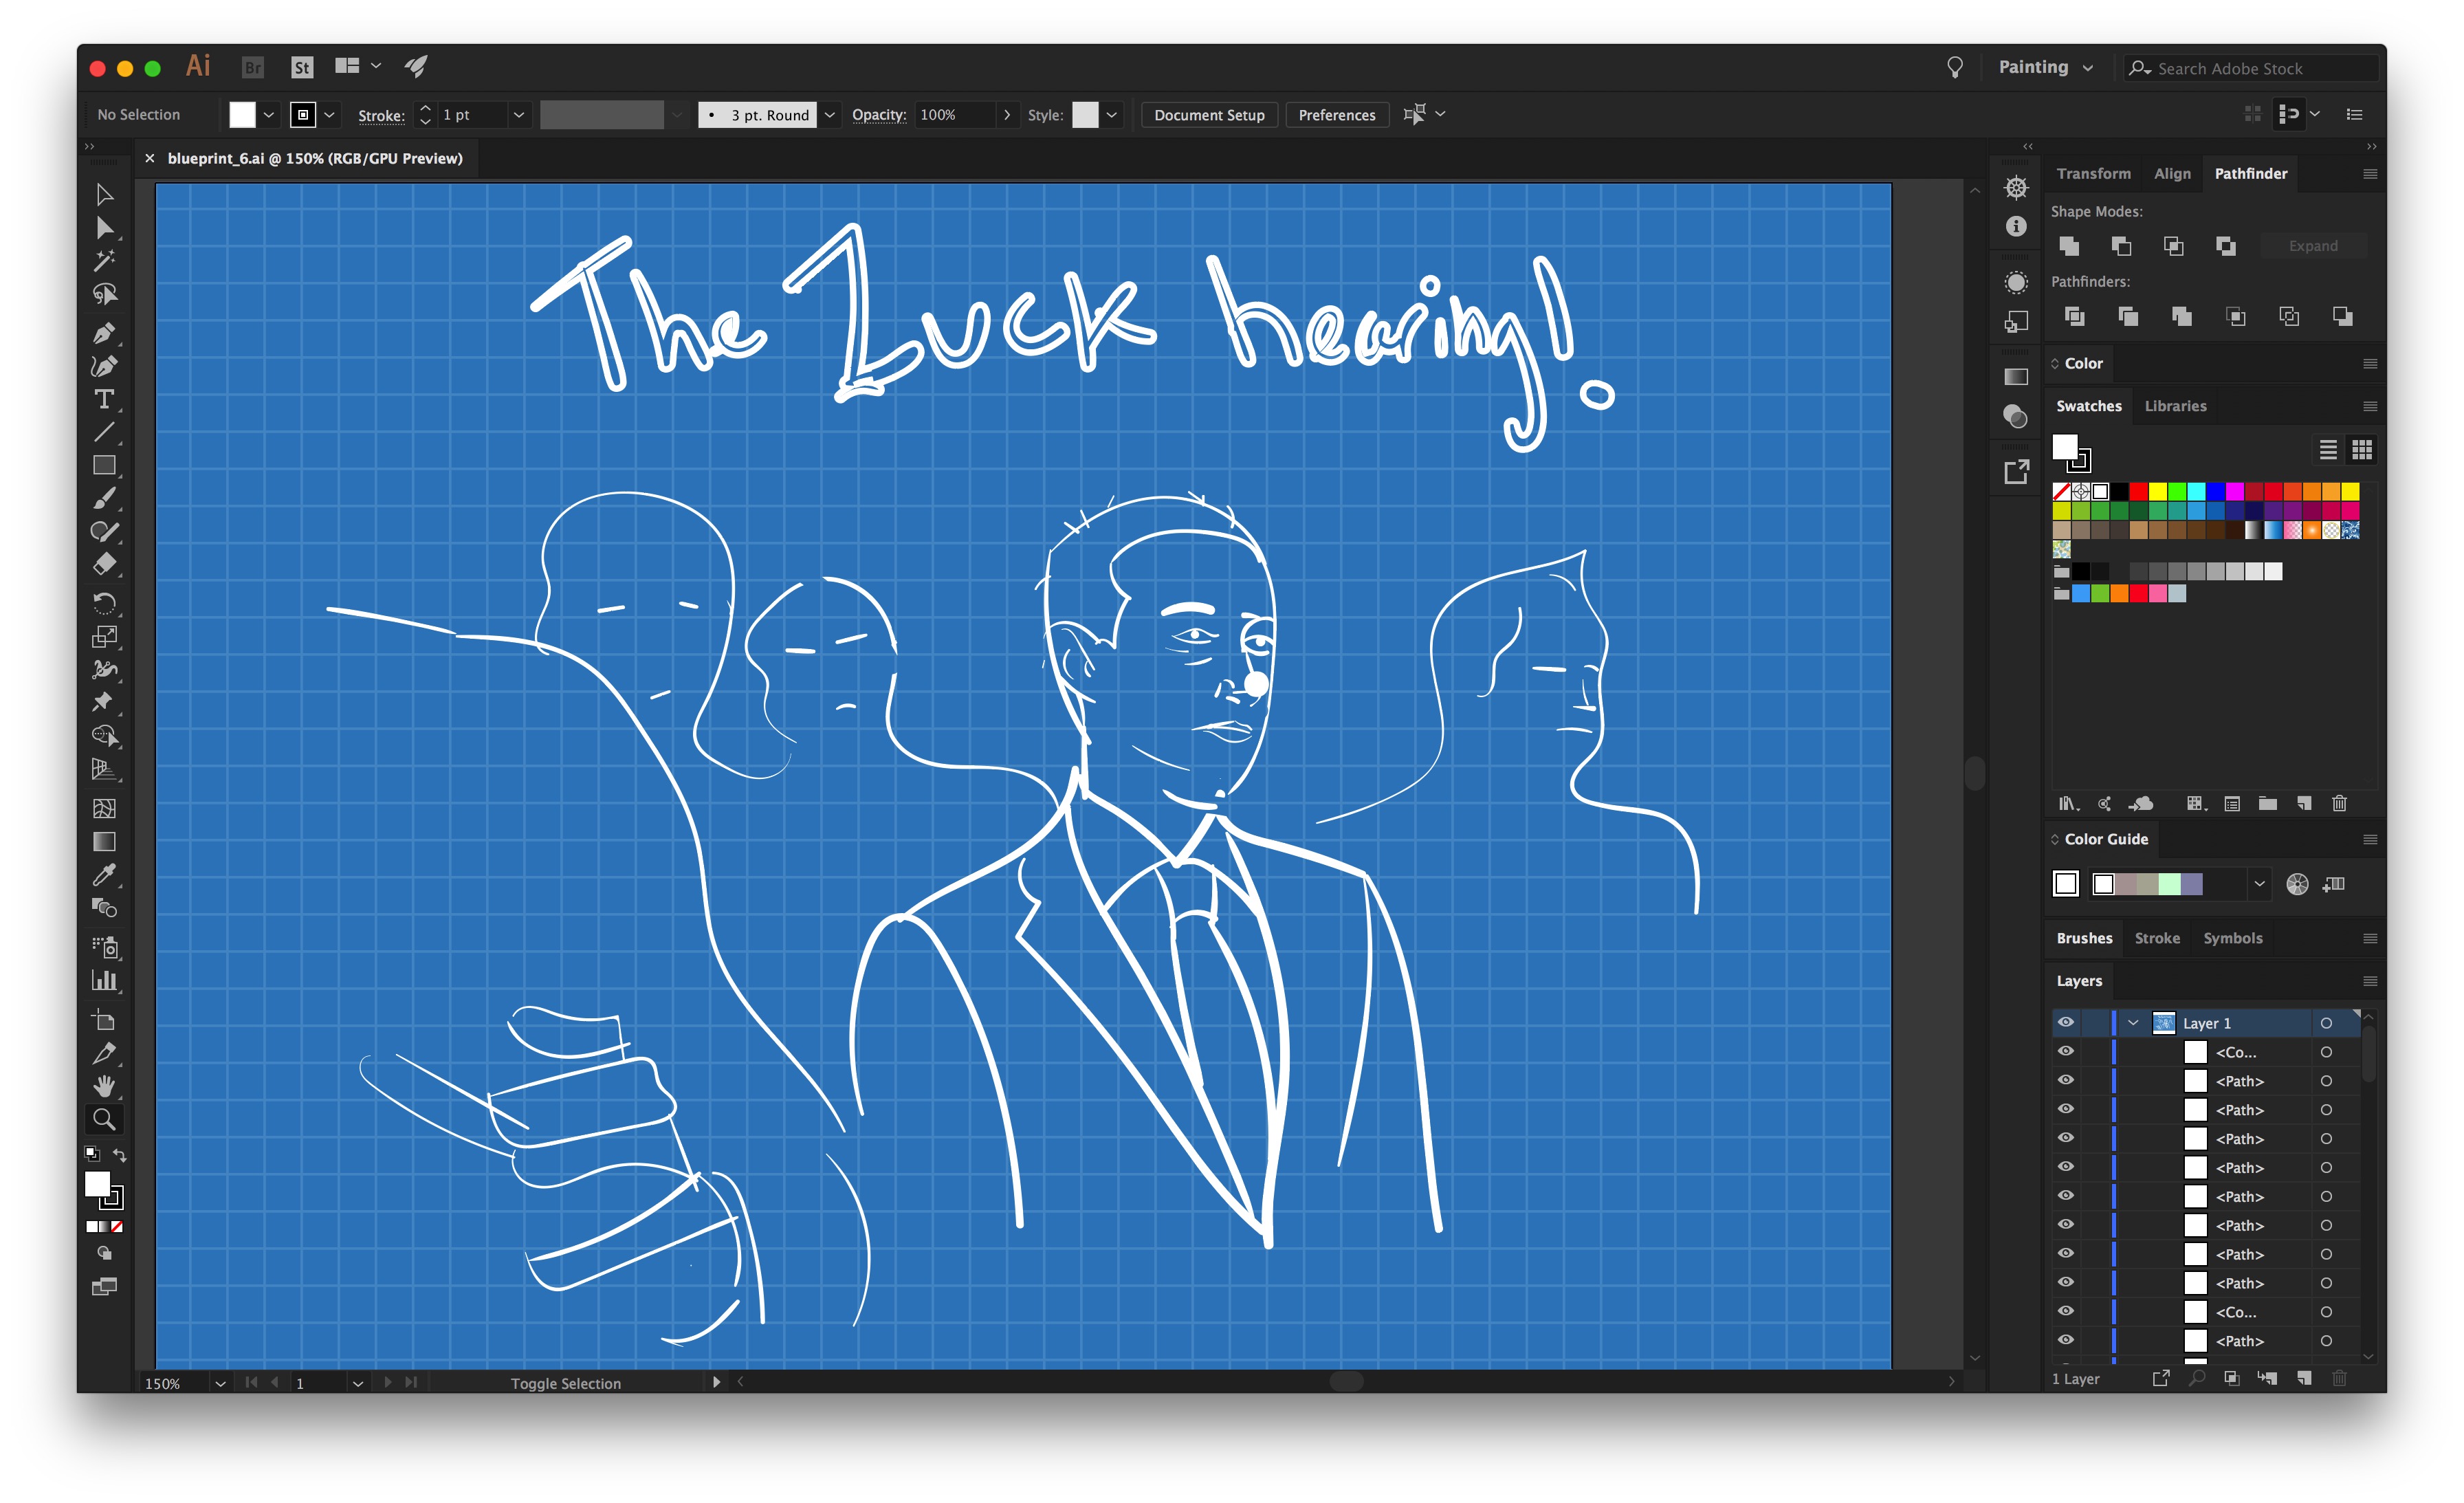 Ai Br St Painting Search Adobe Stock
No Selection Stroke: 1 pt 3 pt. Round Opacity: 100% Style: Document Setup Preferences
blueprint_6.ai @ 150% (RGB/GPU Preview)
The Zuck hearing!
Transform Align Pathfinder
Shape Modes:
Expand
Pathfinders:
Color
Swatches Libraries
Color Guide
Brushes Stroke Symbols
Layers
Layer 1
<Co...
<Path>
<Path>
<Path>
<Path>
<Path>
<Path>
<Path>
<Path>
<Co...
<Path>
150% 1 Toggle Selection
1 Layer